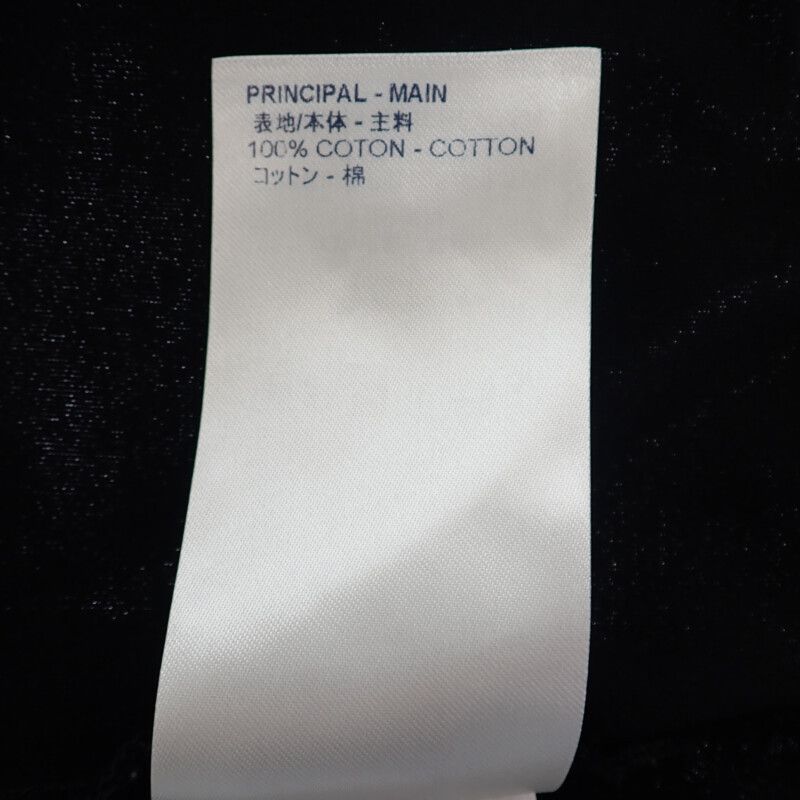 PRINCIPAL - MAIN
表地/本体 - 主料
100% COTON - COTTON
コットン - 棉